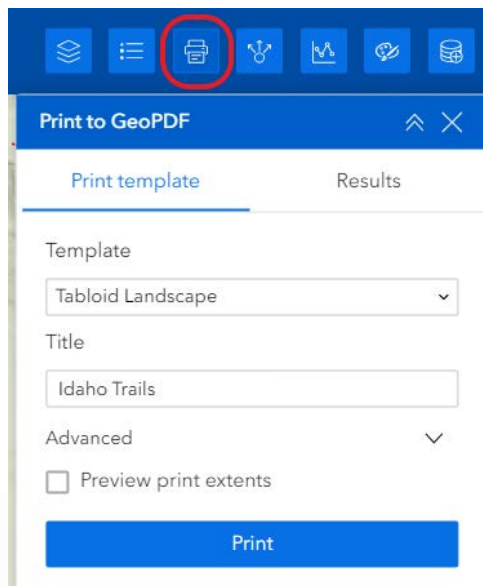 Print to GeoPDF
Print template Results
Template
Tabloid Landscape
Title
Idaho Trails
Advanced
Preview print extents
Print